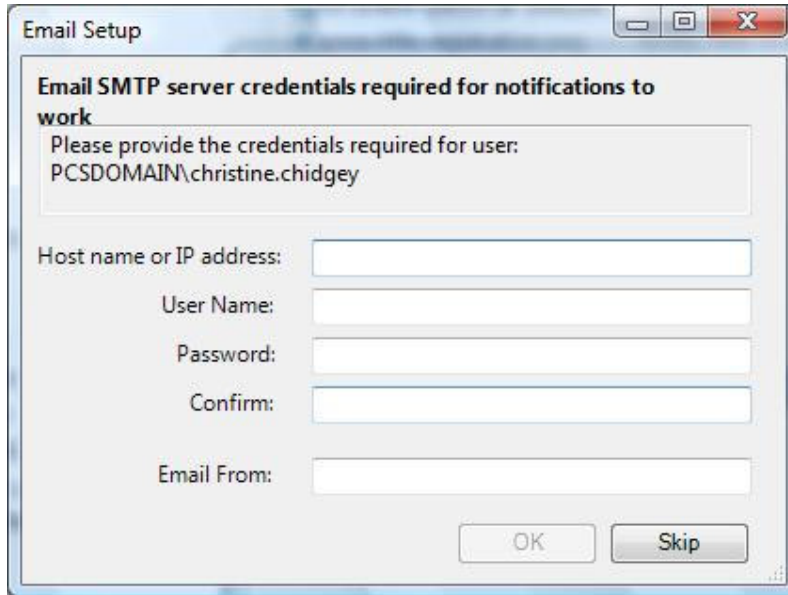 Email Setup
Email SMTP server credentials required for notifications to
work
Please provide the credentials required for user:
PCSDOMAIN\christine.chidgey
Host name or IP address:
User Name:
Password:
Confirm:
Email From:
OK Skip